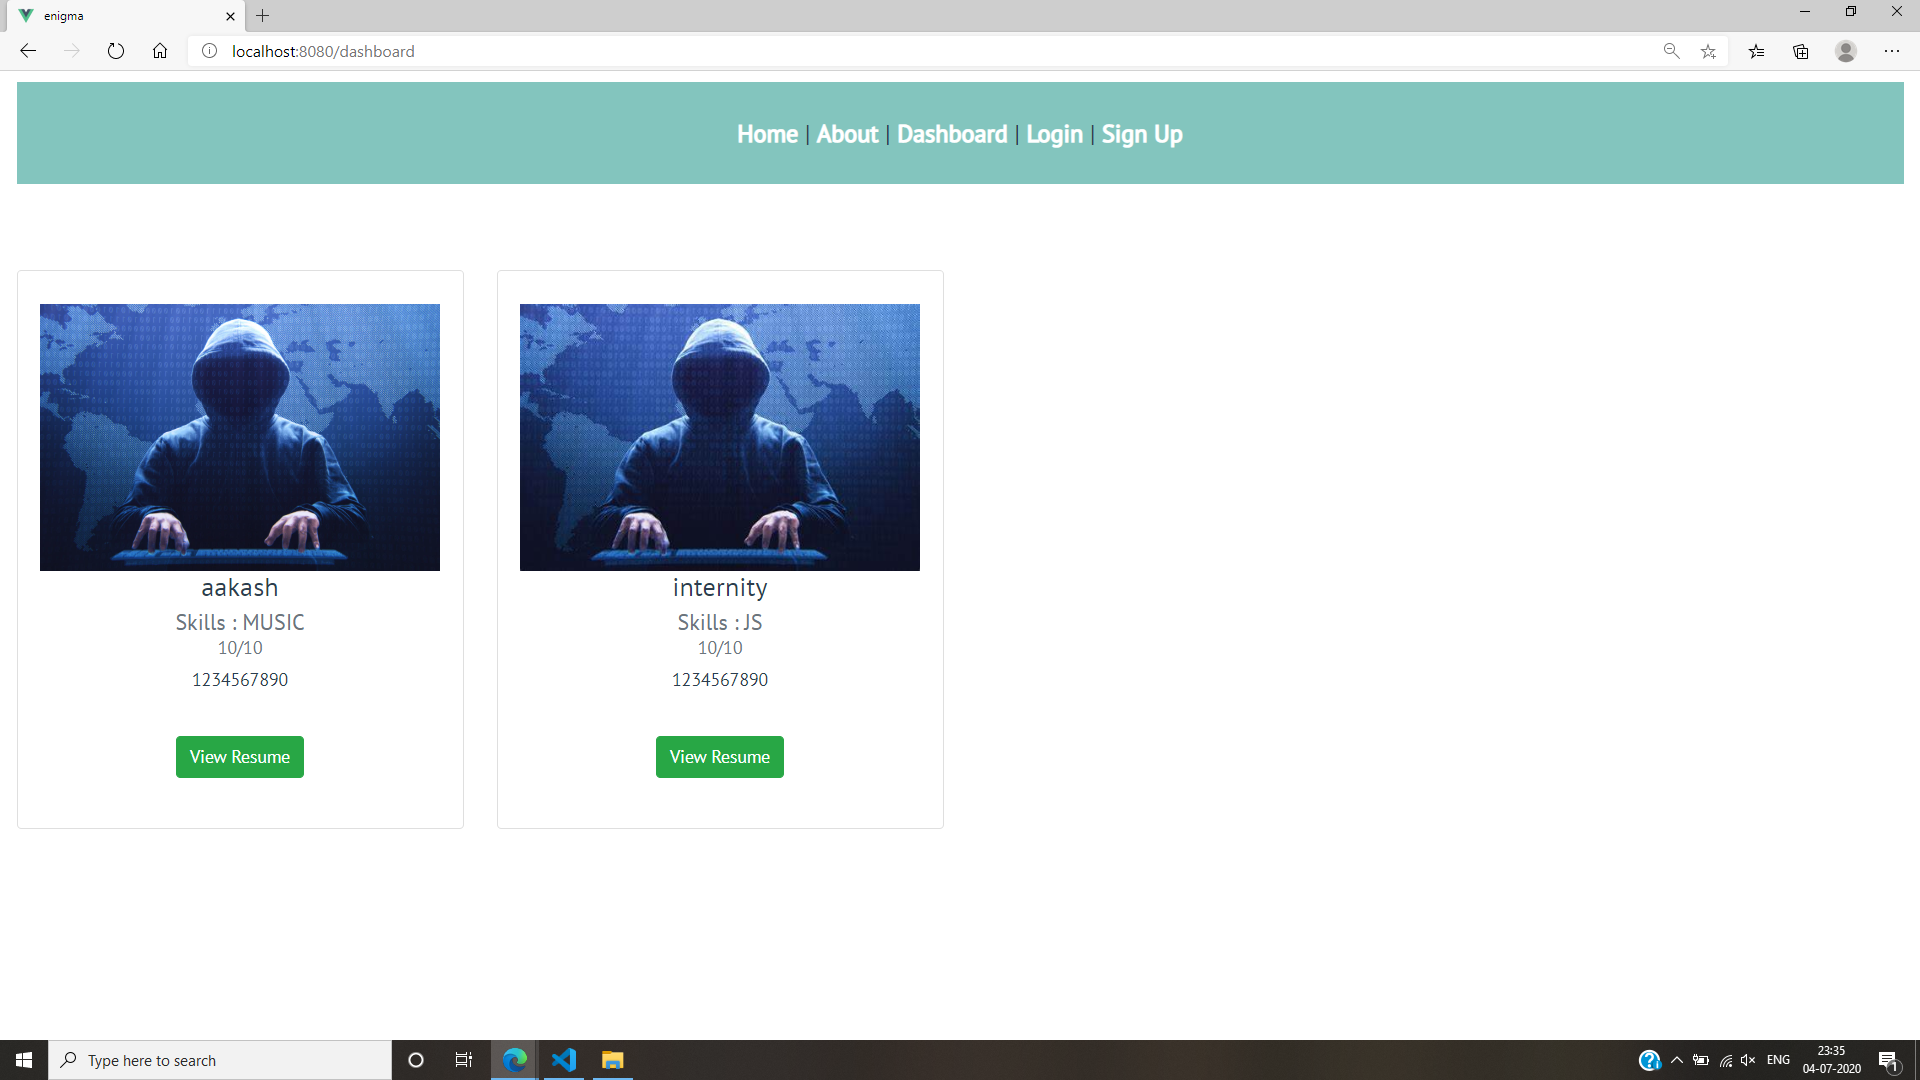 enigma
localhost:8080/dashboard
Home | About | Dashboard | Login | Sign Up
aakash
Skills : MUSIC
10/10
1234567890
View Resume
internity
Skills : JS
10/10
1234567890
View Resume
Type here to search
ENG
23:35
04-07-2020
1